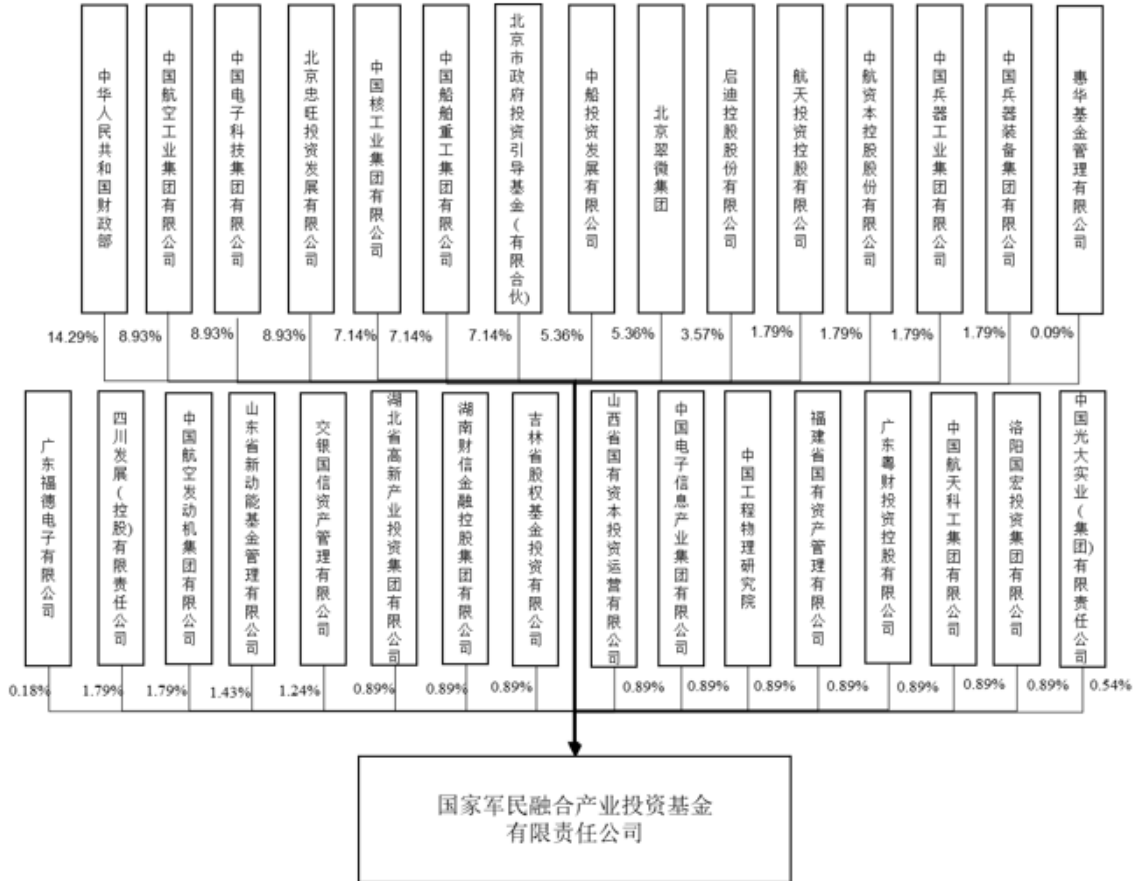 中华人民共和国财政部
中国航空工业集团有限公司
中国电子科技集团有限公司
北京忠旺投资发展有限公司
中国核工业集团有限公司
中国船舶重工集团有限公司
北京市政府投资引导基金(有限合伙)
中船投资发展有限公司
北京翠微集团
启迪控股股份有限公司
航天投资控股有限公司
中航资本控股股份有限公司
中国兵器工业集团有限公司
中国兵器装备集团有限公司
惠华基金管理有限公司
14.29%
8.93%
8.93%
8.93%
7.14%
7.14%
7.14%
5.36%
5.36%
3.57%
1.79%
1.79%
1.79%
1.79%
0.09%
广东福德电子有限公司
四川发展(控股)有限责任公司
中国航空发动机集团有限公司
山东省新动能基金管理有限公司
交银国信资产管理有限公司
湖北省高新产业投资集团有限公司
湖南财信金融控股集团有限公司
吉林省股权基金投资有限公司
山西省国有资本投资运营有限公司
中国电子信息产业集团有限公司
中国工程物理研究院
福建省国有资产管理有限公司
广东粤财投资控股有限公司
中国航天科工集团有限公司
洛阳国宏投资集团有限公司
中国光大实业(集团)有限责任公司
0.18%
1.79%
1.79%
1.43%
1.24%
0.89%
0.89%
0.89%
0.89%
0.89%
0.89%
0.89%
0.89%
0.89%
0.89%
0.54%
国家军民融合产业投资基金
有限责任公司